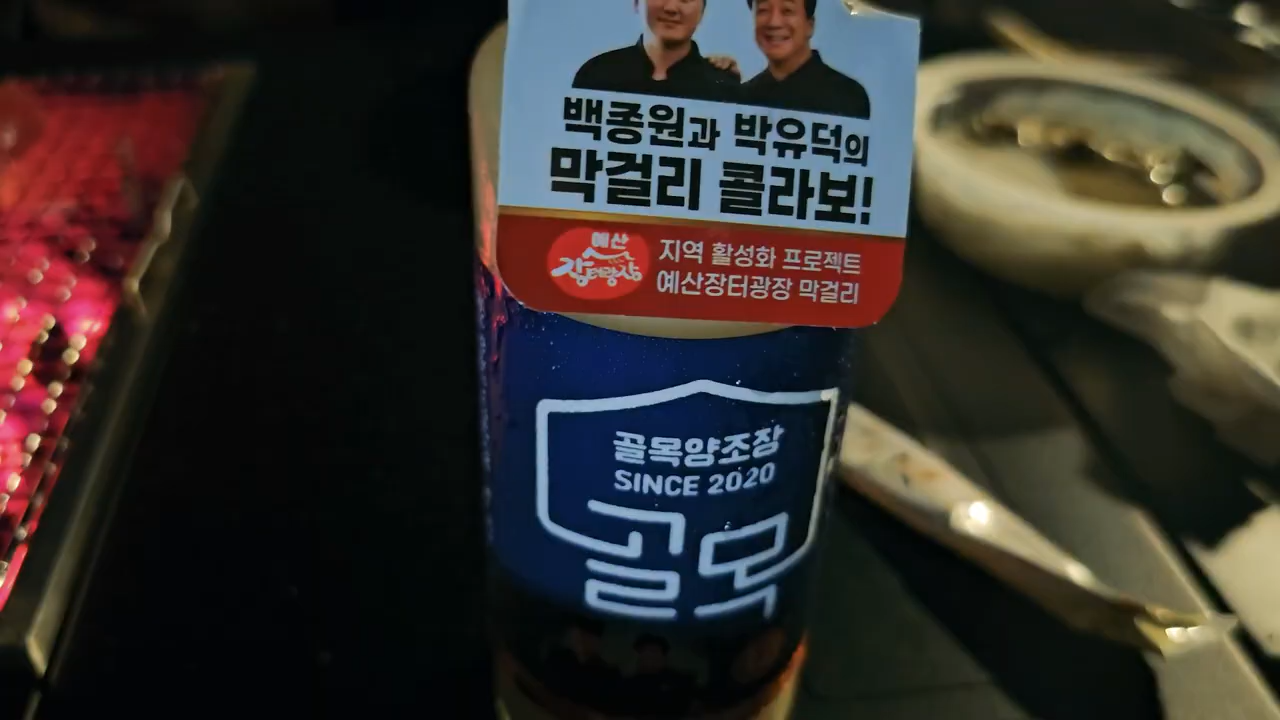 백종원과 박유덕의
막걸리 콜라보!
예산
장터광장
지역 활성화 프로젝트
예산장터광장 막걸리
골목양조장
SINCE 2020
골목